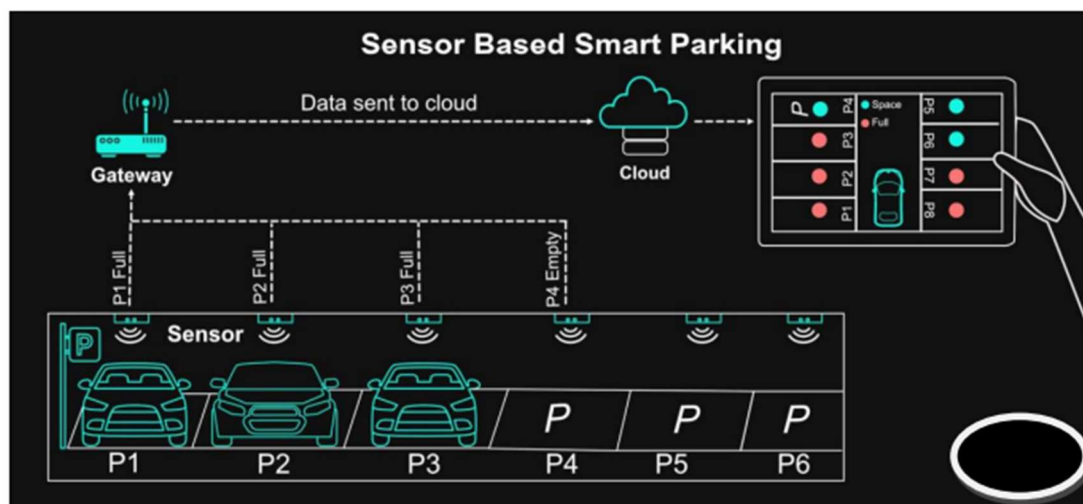 Sensor Based Smart Parking
Data sent to cloud
Gateway
Cloud
P
P4
P3
P2
P1
Space
Full
P5
P6
P7
P8
P1 Full
P2 Full
P3 Full
P4 Empty
P
Sensor
P
P
P
P1
P2
P3
P4
P5
P6